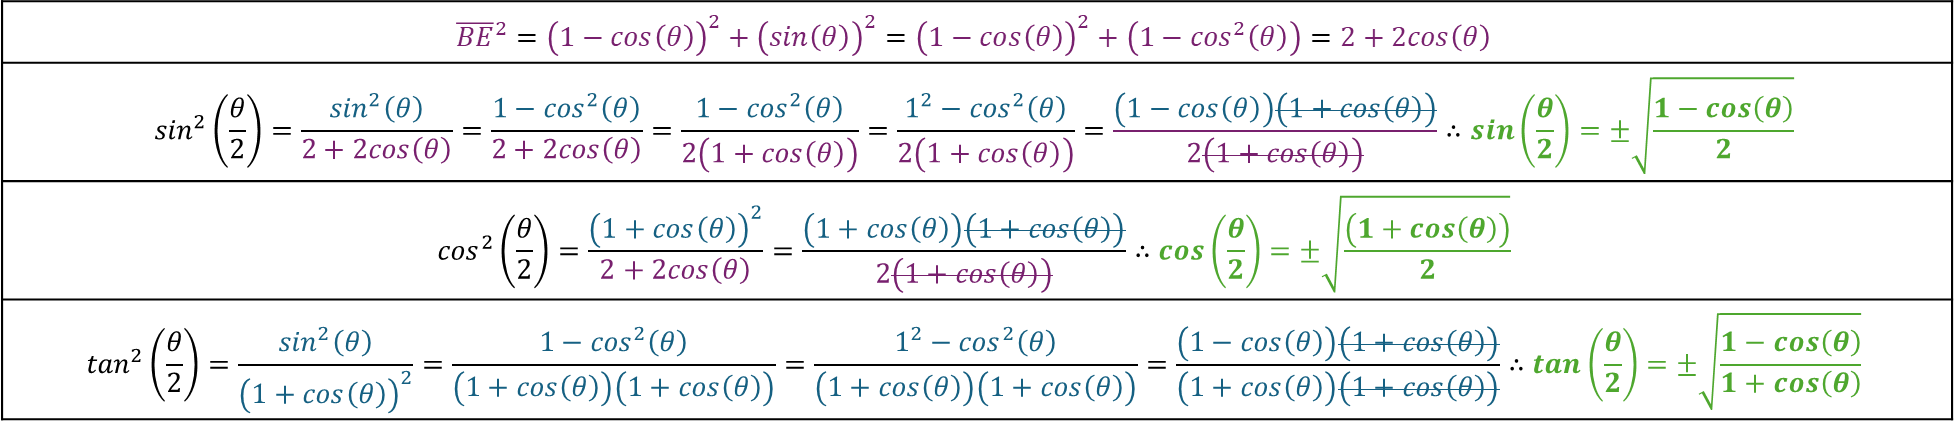 B̅E̅² = (1 − cos(θ))² + (sin(θ))² = (1 − cos(θ))² + (1 − cos²(θ)) = 2 + 2cos(θ)
sin²(θ/2) = sin²(θ)/(2 + 2cos(θ)) = (1 − cos²(θ))/(2 + 2cos(θ)) = (1 − cos²(θ))/(2(1 + cos(θ))) = (1² − cos²(θ))/(2(1 + cos(θ))) = ((1 − cos(θ))(1 + cos(θ)))/(2(1 + cos(θ))) ∴ sin(θ/2) = ±√((1 − cos(θ))/2)
cos²(θ/2) = (1 + cos(θ))²/(2 + 2cos(θ)) = ((1 + cos(θ))(1 + cos(θ)))/(2(1 + cos(θ))) ∴ cos(θ/2) = ±√((1 + cos(θ))/2)
tan²(θ/2) = sin²(θ)/(1 + cos(θ))² = (1 − cos²(θ))/((1 + cos(θ))(1 + cos(θ))) = (1² − cos²(θ))/((1 + cos(θ))(1 + cos(θ))) = ((1 − cos(θ))(1 + cos(θ)))/((1 + cos(θ))(1 + cos(θ))) ∴ tan(θ/2) = ±√((1 − cos(θ))/(1 + cos(θ)))